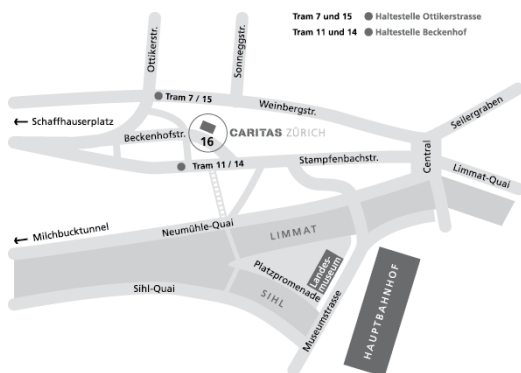 Tram 7 und 15 Haltestelle Ottikerstrasse
Tram 11 und 14 Haltestelle Beckenhof
Ottikerstr.
Sonneggstr.
Tram 7 / 15
Weinbergstr.
Sellergraben
← Schaffhauserplatz
Beckenhofstr.
16
CARITAS ZÜRICH
Tram 11 / 14
Stampfenbachstr.
Central
Limmat-Quai
← Milchbucktunnel
Neumühle-Quai
LIMMAT
Platzpromenade
Landes-
museum
Sihl-Quai
SIHL
Museumstrasse
HAUPTBAHNHOF